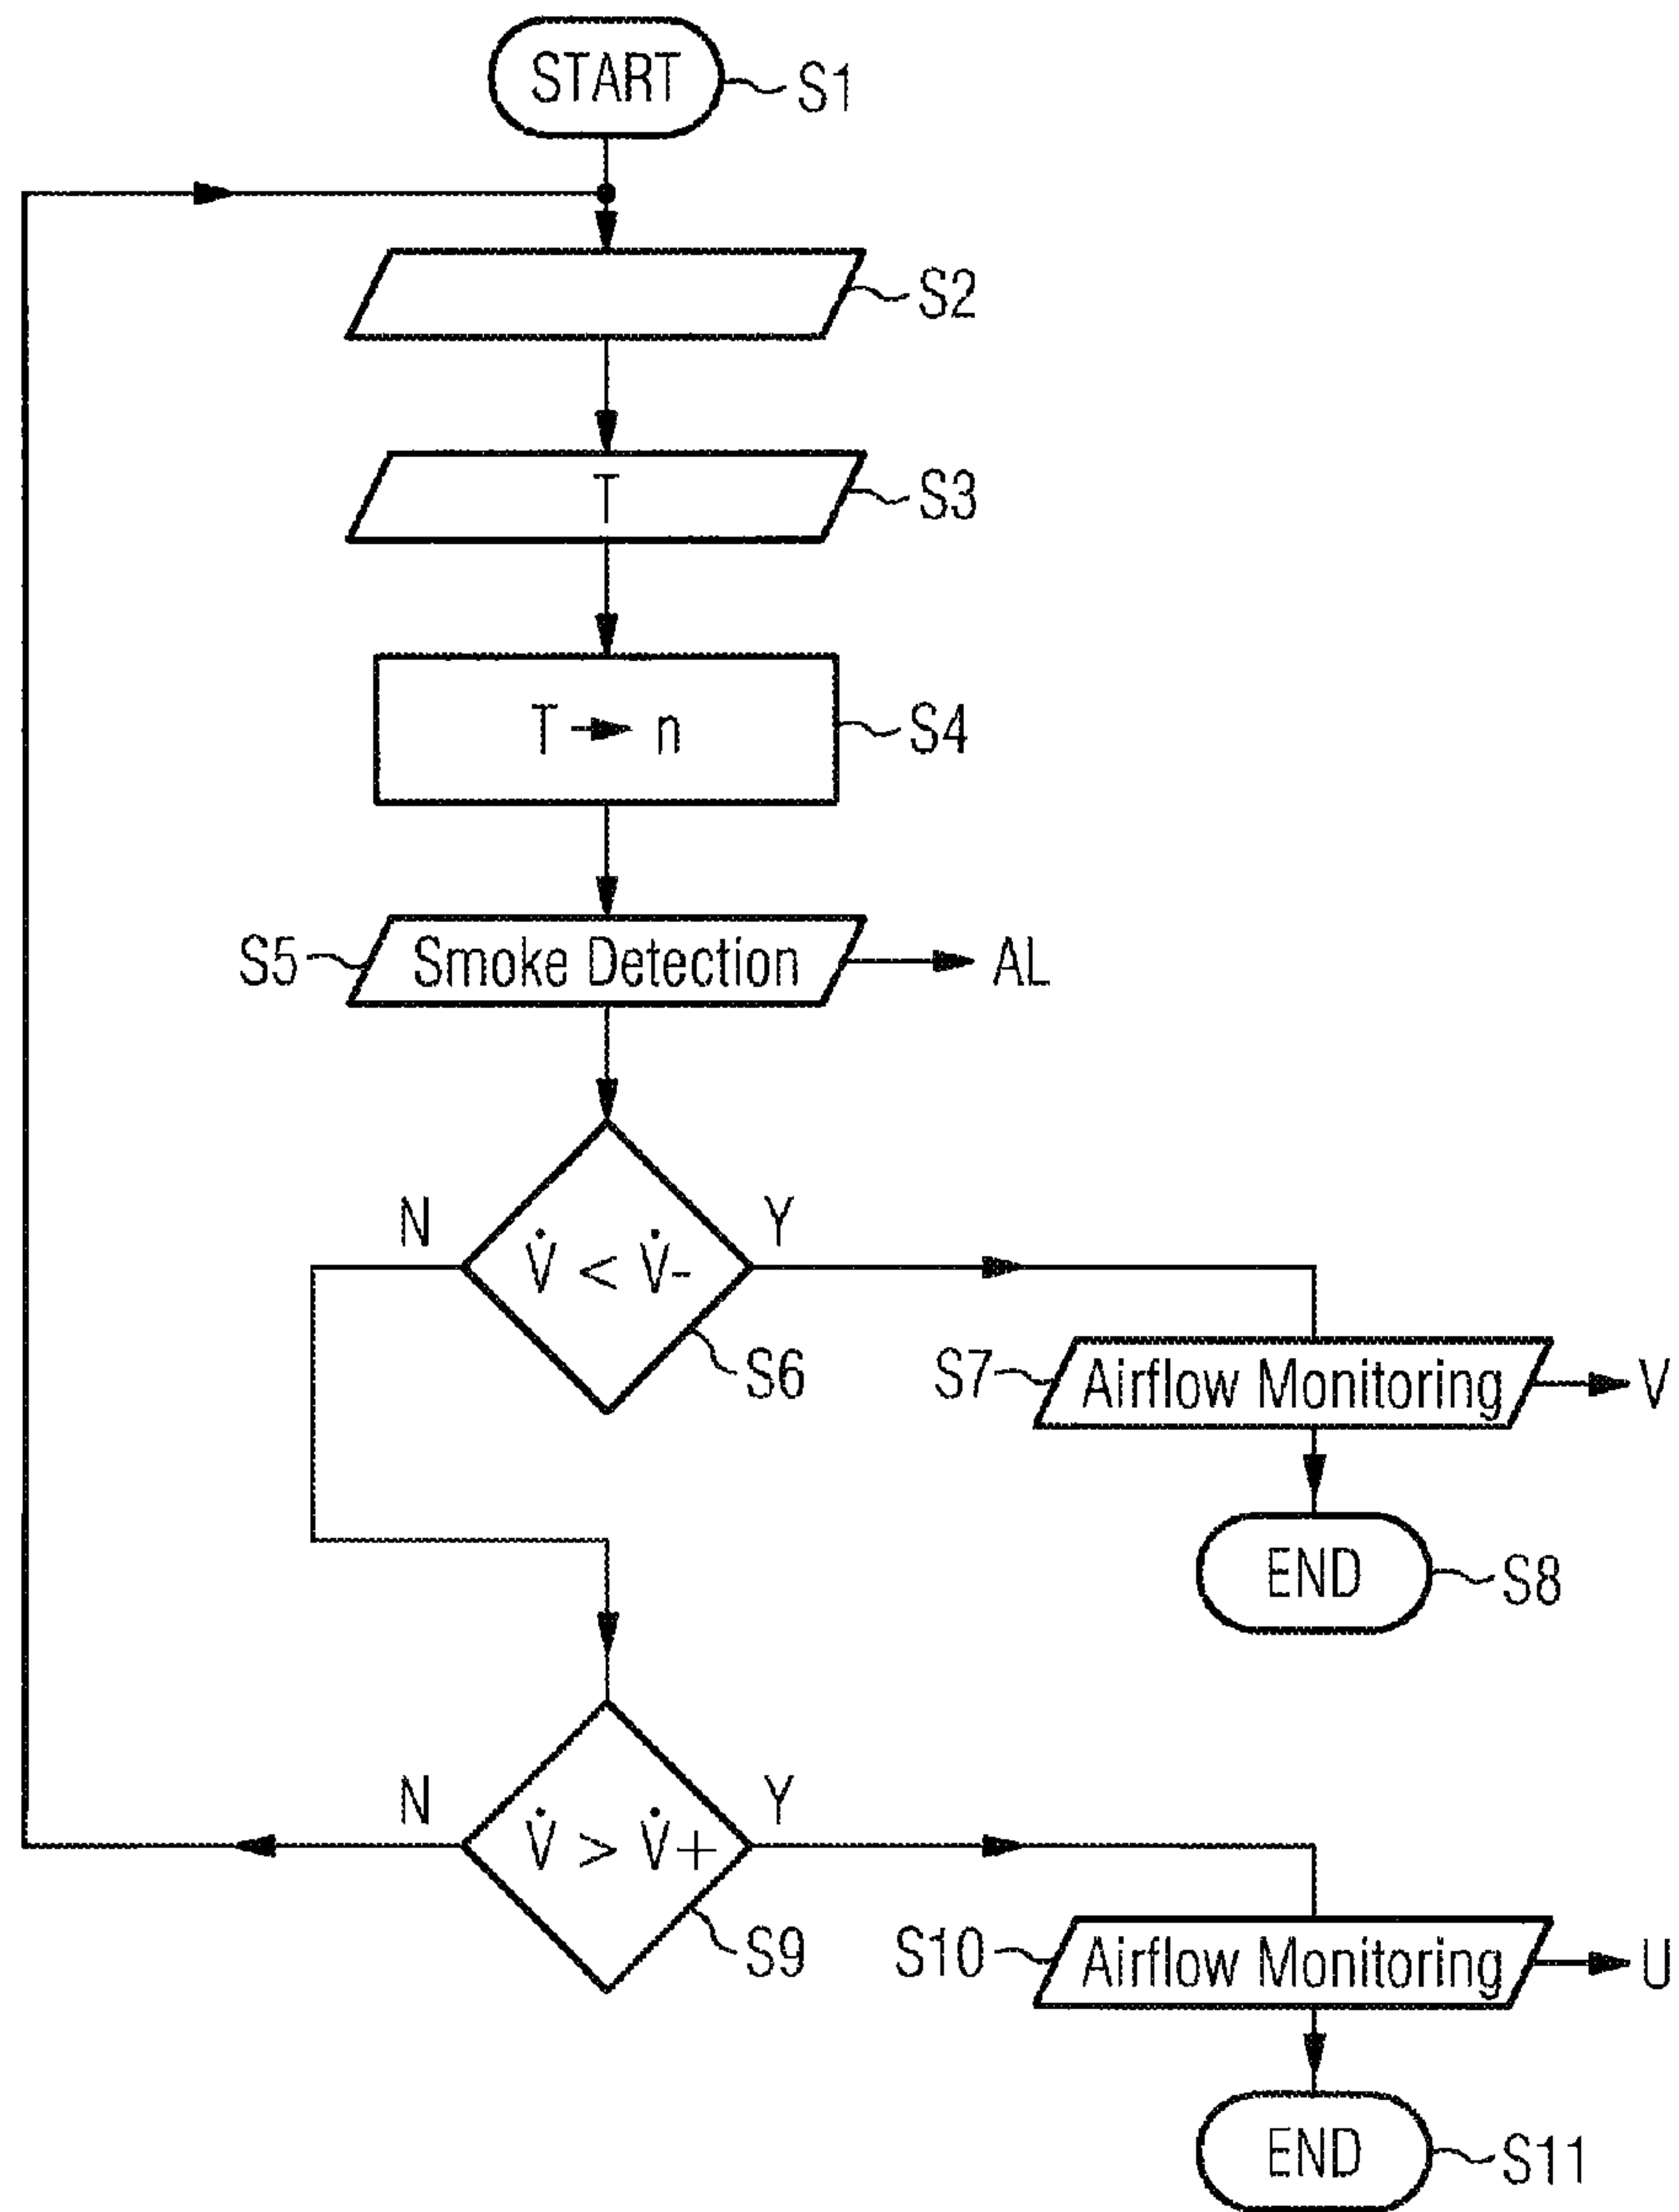 START S1
S2
T S3
T → n S4
S5 Smoke Detection AL
N Y
V̇ < V̇-
S6
S7 Airflow Monitoring V
END S8
N Y
V̇ > V̇+
S9
S10 Airflow Monitoring U
END S11